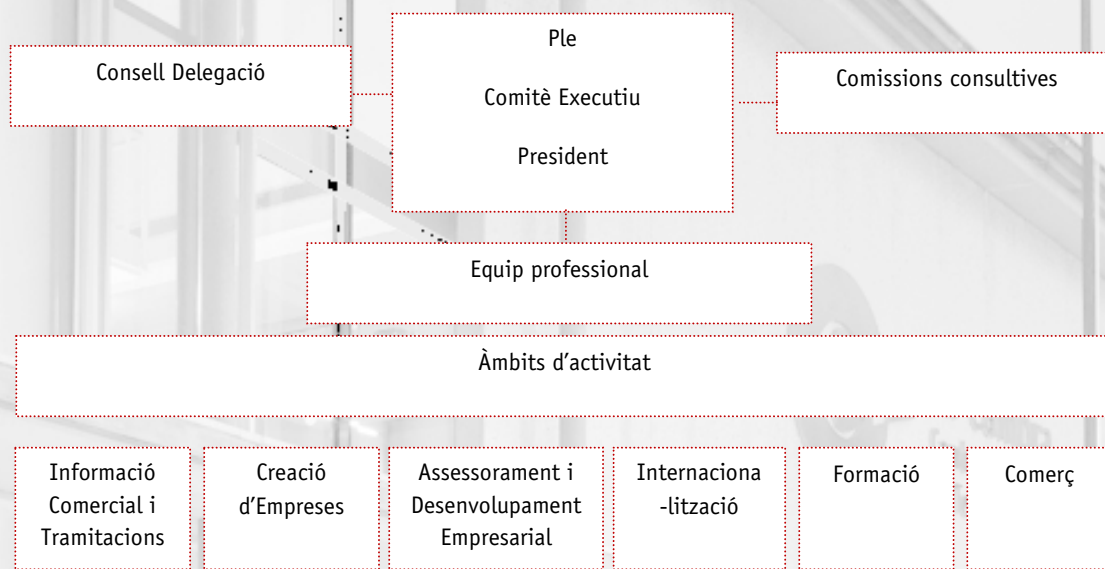 Consell Delegació
Ple
Comitè Executiu
President
Comissions consultives
Equip professional
Àmbits d'activitat
Informació
Comercial i
Tramitacions
Creació
d'Empreses
Assessorament i
Desenvolupament
Empresarial
Internaciona
-lització
Formació
Comerç